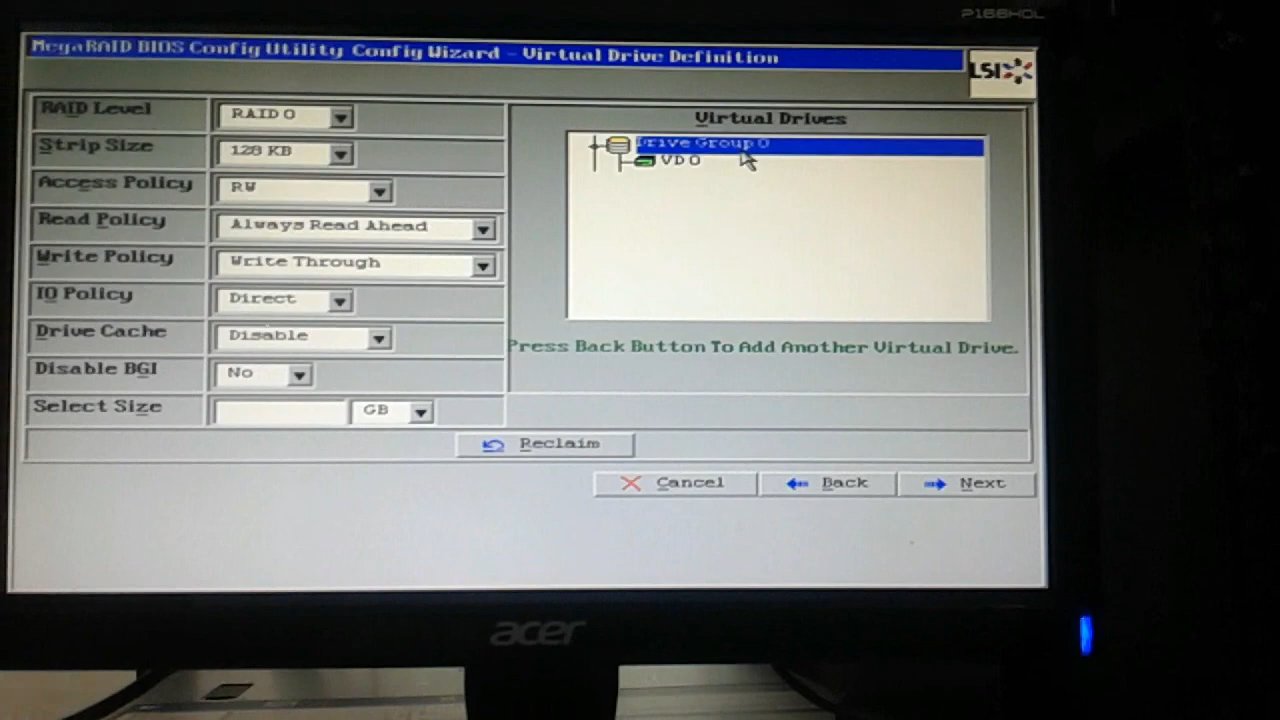 P166HQL
MegaRAID BIOS Config Utility Config Wizard - Virtual Drive Definition
LSI
RAID Level
RAID 0
Strip Size
128 KB
Access Policy
RW
Read Policy
Always Read Ahead
Write Policy
Write Through
IO Policy
Direct
Drive Cache
Disable
Disable BGI
No
Select Size
GB
Virtual Drives
Drive Group 0
VD 0
Press Back Button To Add Another Virtual Drive.
Reclaim
Cancel
Back
Next
acer